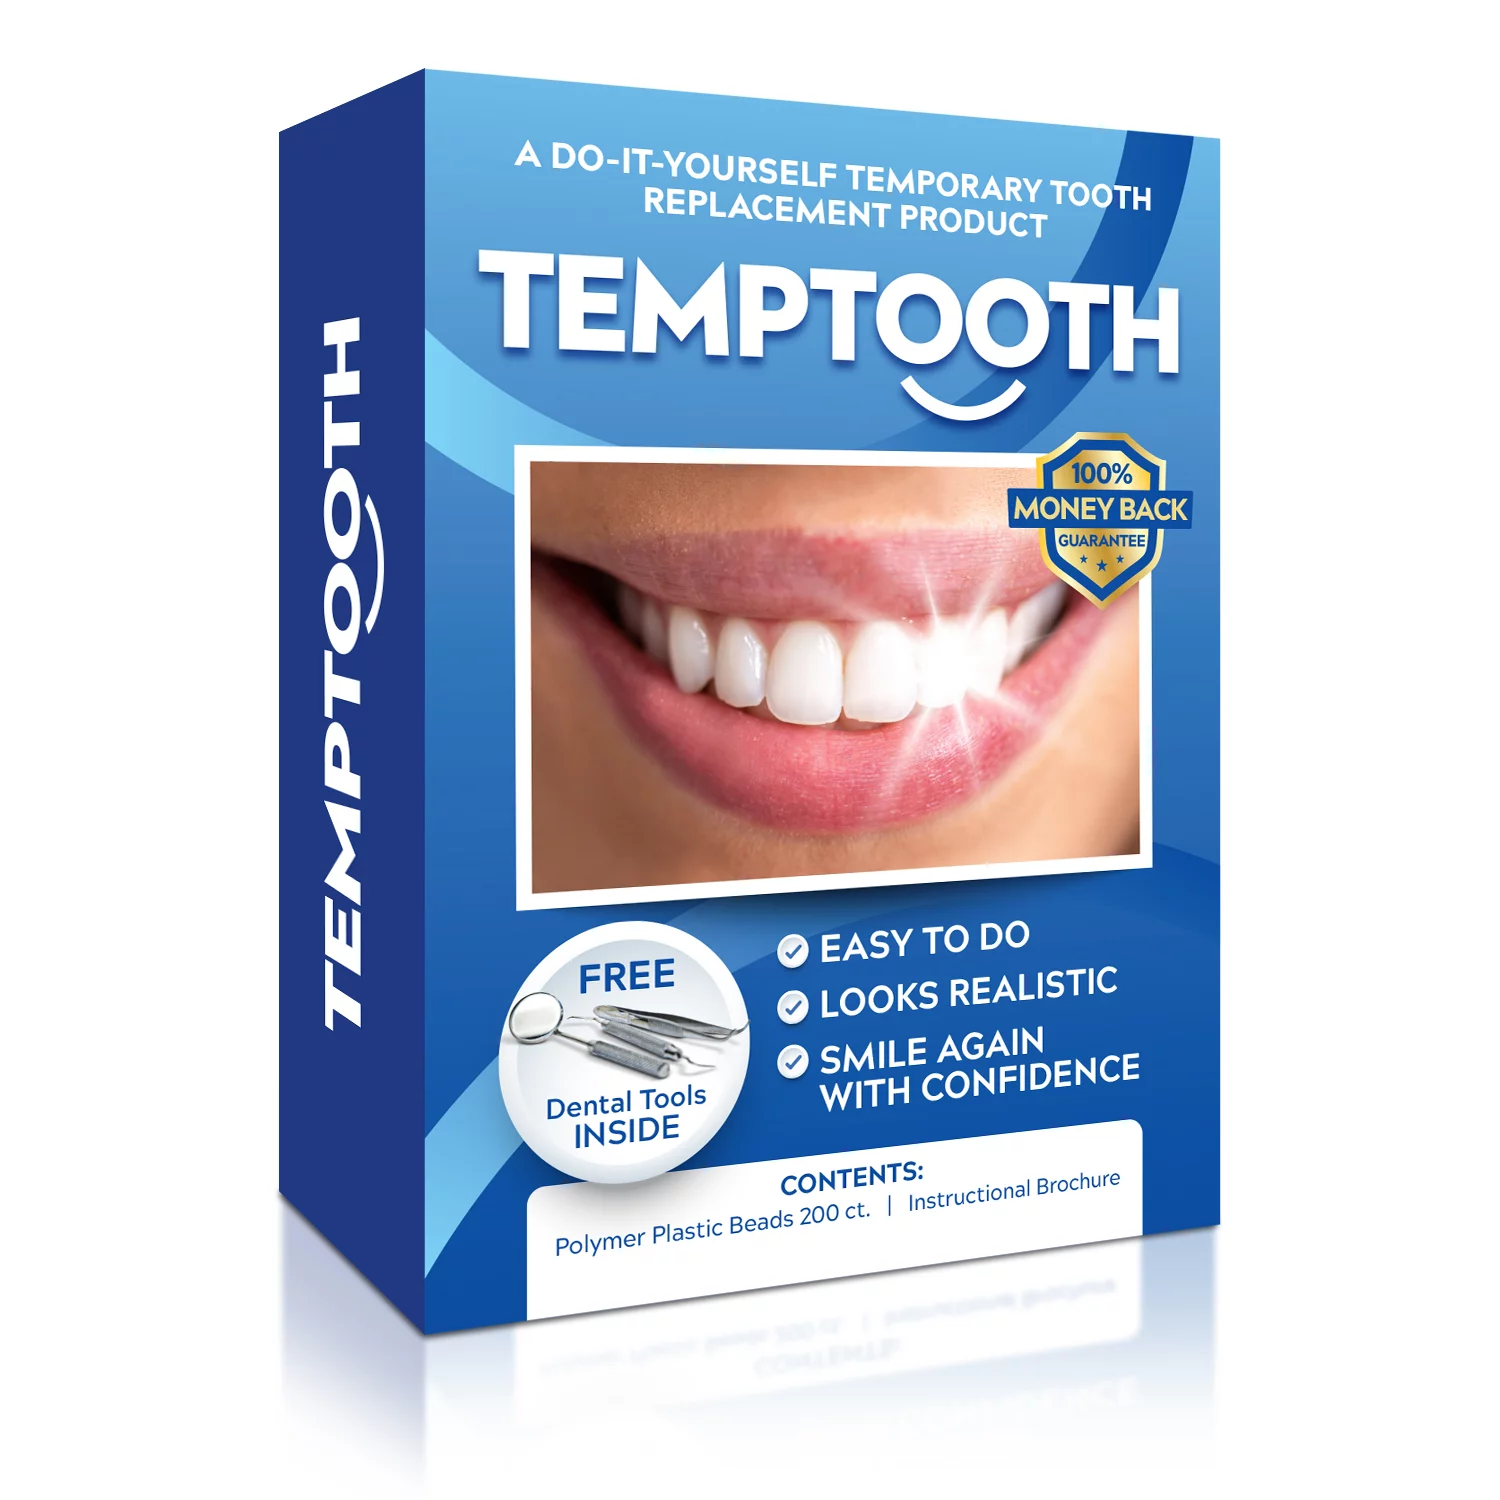 A DO-IT-YOURSELF TEMPORARY TOOTH
REPLACEMENT PRODUCT
TEMPTOOTH
TEMPTOOTH
100%
MONEY BACK
GUARANTEE
FREE
Dental Tools
INSIDE
EASY TO DO
LOOKS REALISTIC
SMILE AGAIN
WITH CONFIDENCE
CONTENTS:
Polymer Plastic Beads 200 ct. | Instructional Brochure